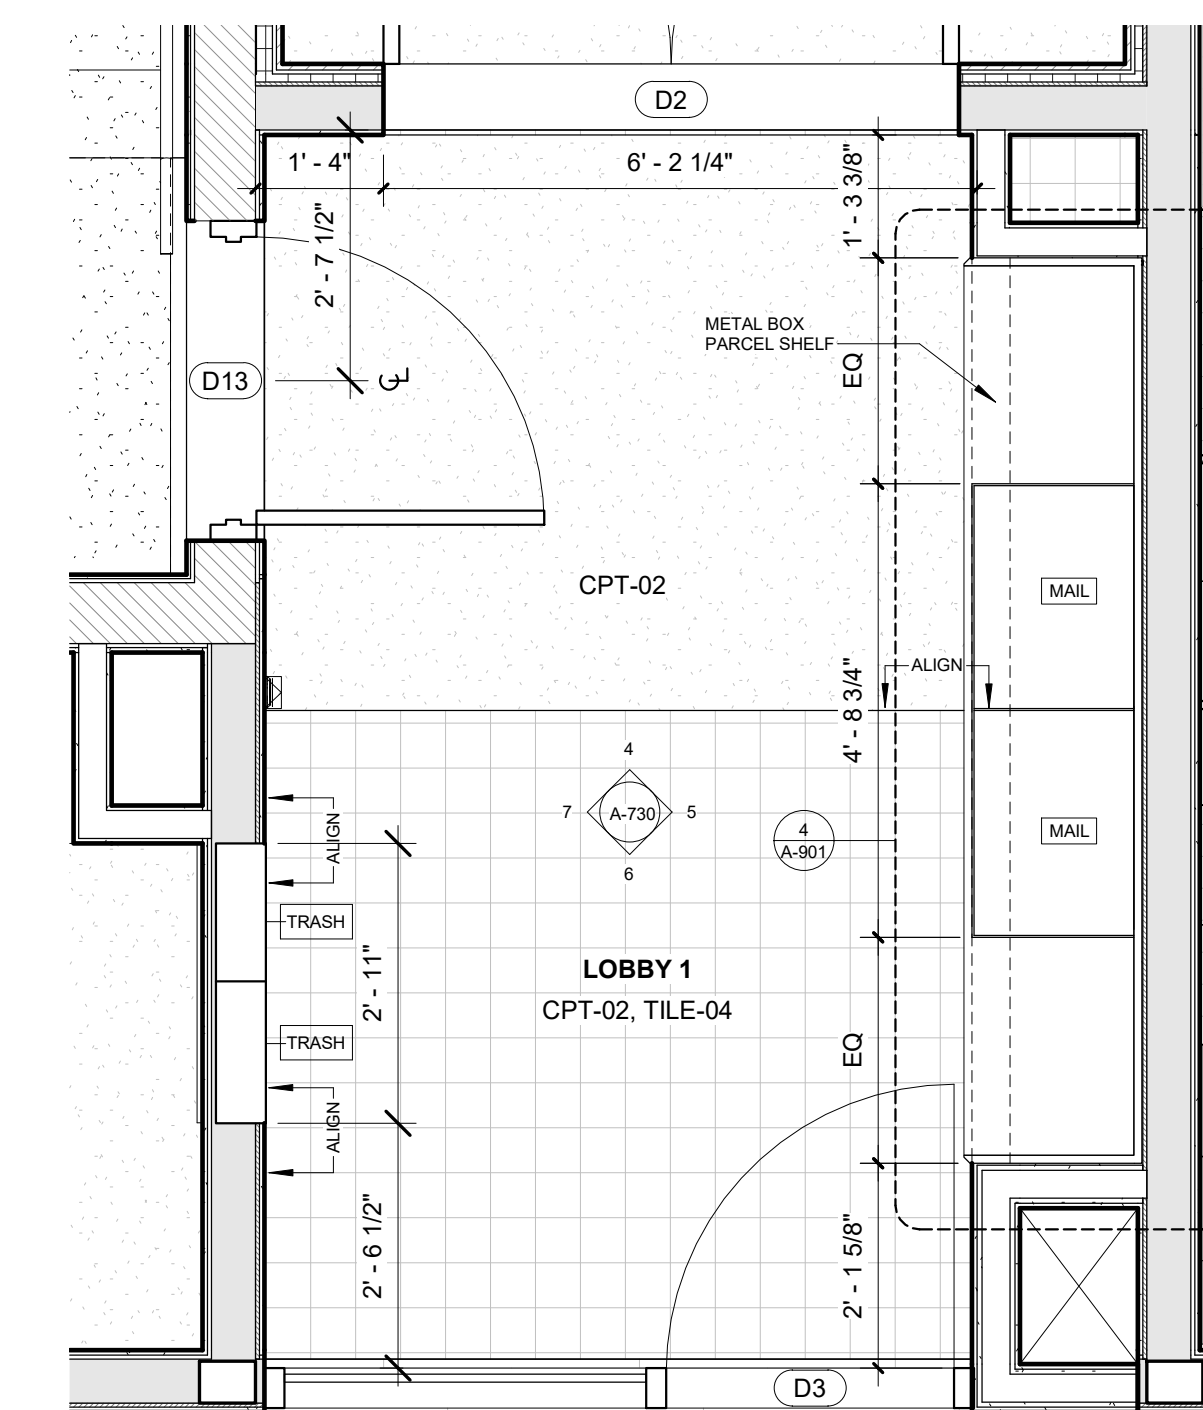 D2
1' - 4"
6' - 2 1/4"
1' - 3 3/8"
2' - 7 1/2"
METAL BOX
PARCEL SHELF
EQ
D13
CL
CPT-02
MAIL
ALIGN
4' - 8 3/4"
4
7
A-730
5
6
4
A-901
MAIL
ALIGN
TRASH
2' - 11"
LOBBY 1
CPT-02, TILE-04
TRASH
EQ
ALIGN
2' - 6 1/2"
2' - 1 5/8"
D3